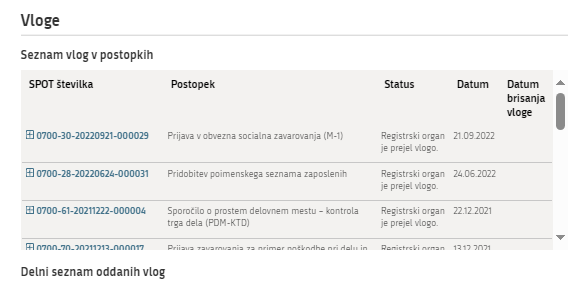 Vloge
Seznam vlog v postopkih
SPOT številka Postopek Status Datum Datum brisanja vloge
0700-30-20220921-000029 Prijava v obvezna socialna zavarovanja (M-1) Registrski organ je prejel vlogo. 21.09.2022
0700-28-20220624-000031 Pridobitev poimenskega seznama zaposlenih Registrski organ je prejel vlogo. 24.06.2022
0700-61-20211222-000004 Sporočilo o prostem delovnem mestu – kontrola trga dela (PDM-KTD) Registrski organ je prejel vlogo. 22.12.2021
0700-70-20211213-000017 Prijava zavarovanja za primer poškodbe pri delu in Registrski organ 13.12.2021
Delni seznam oddanih vlog